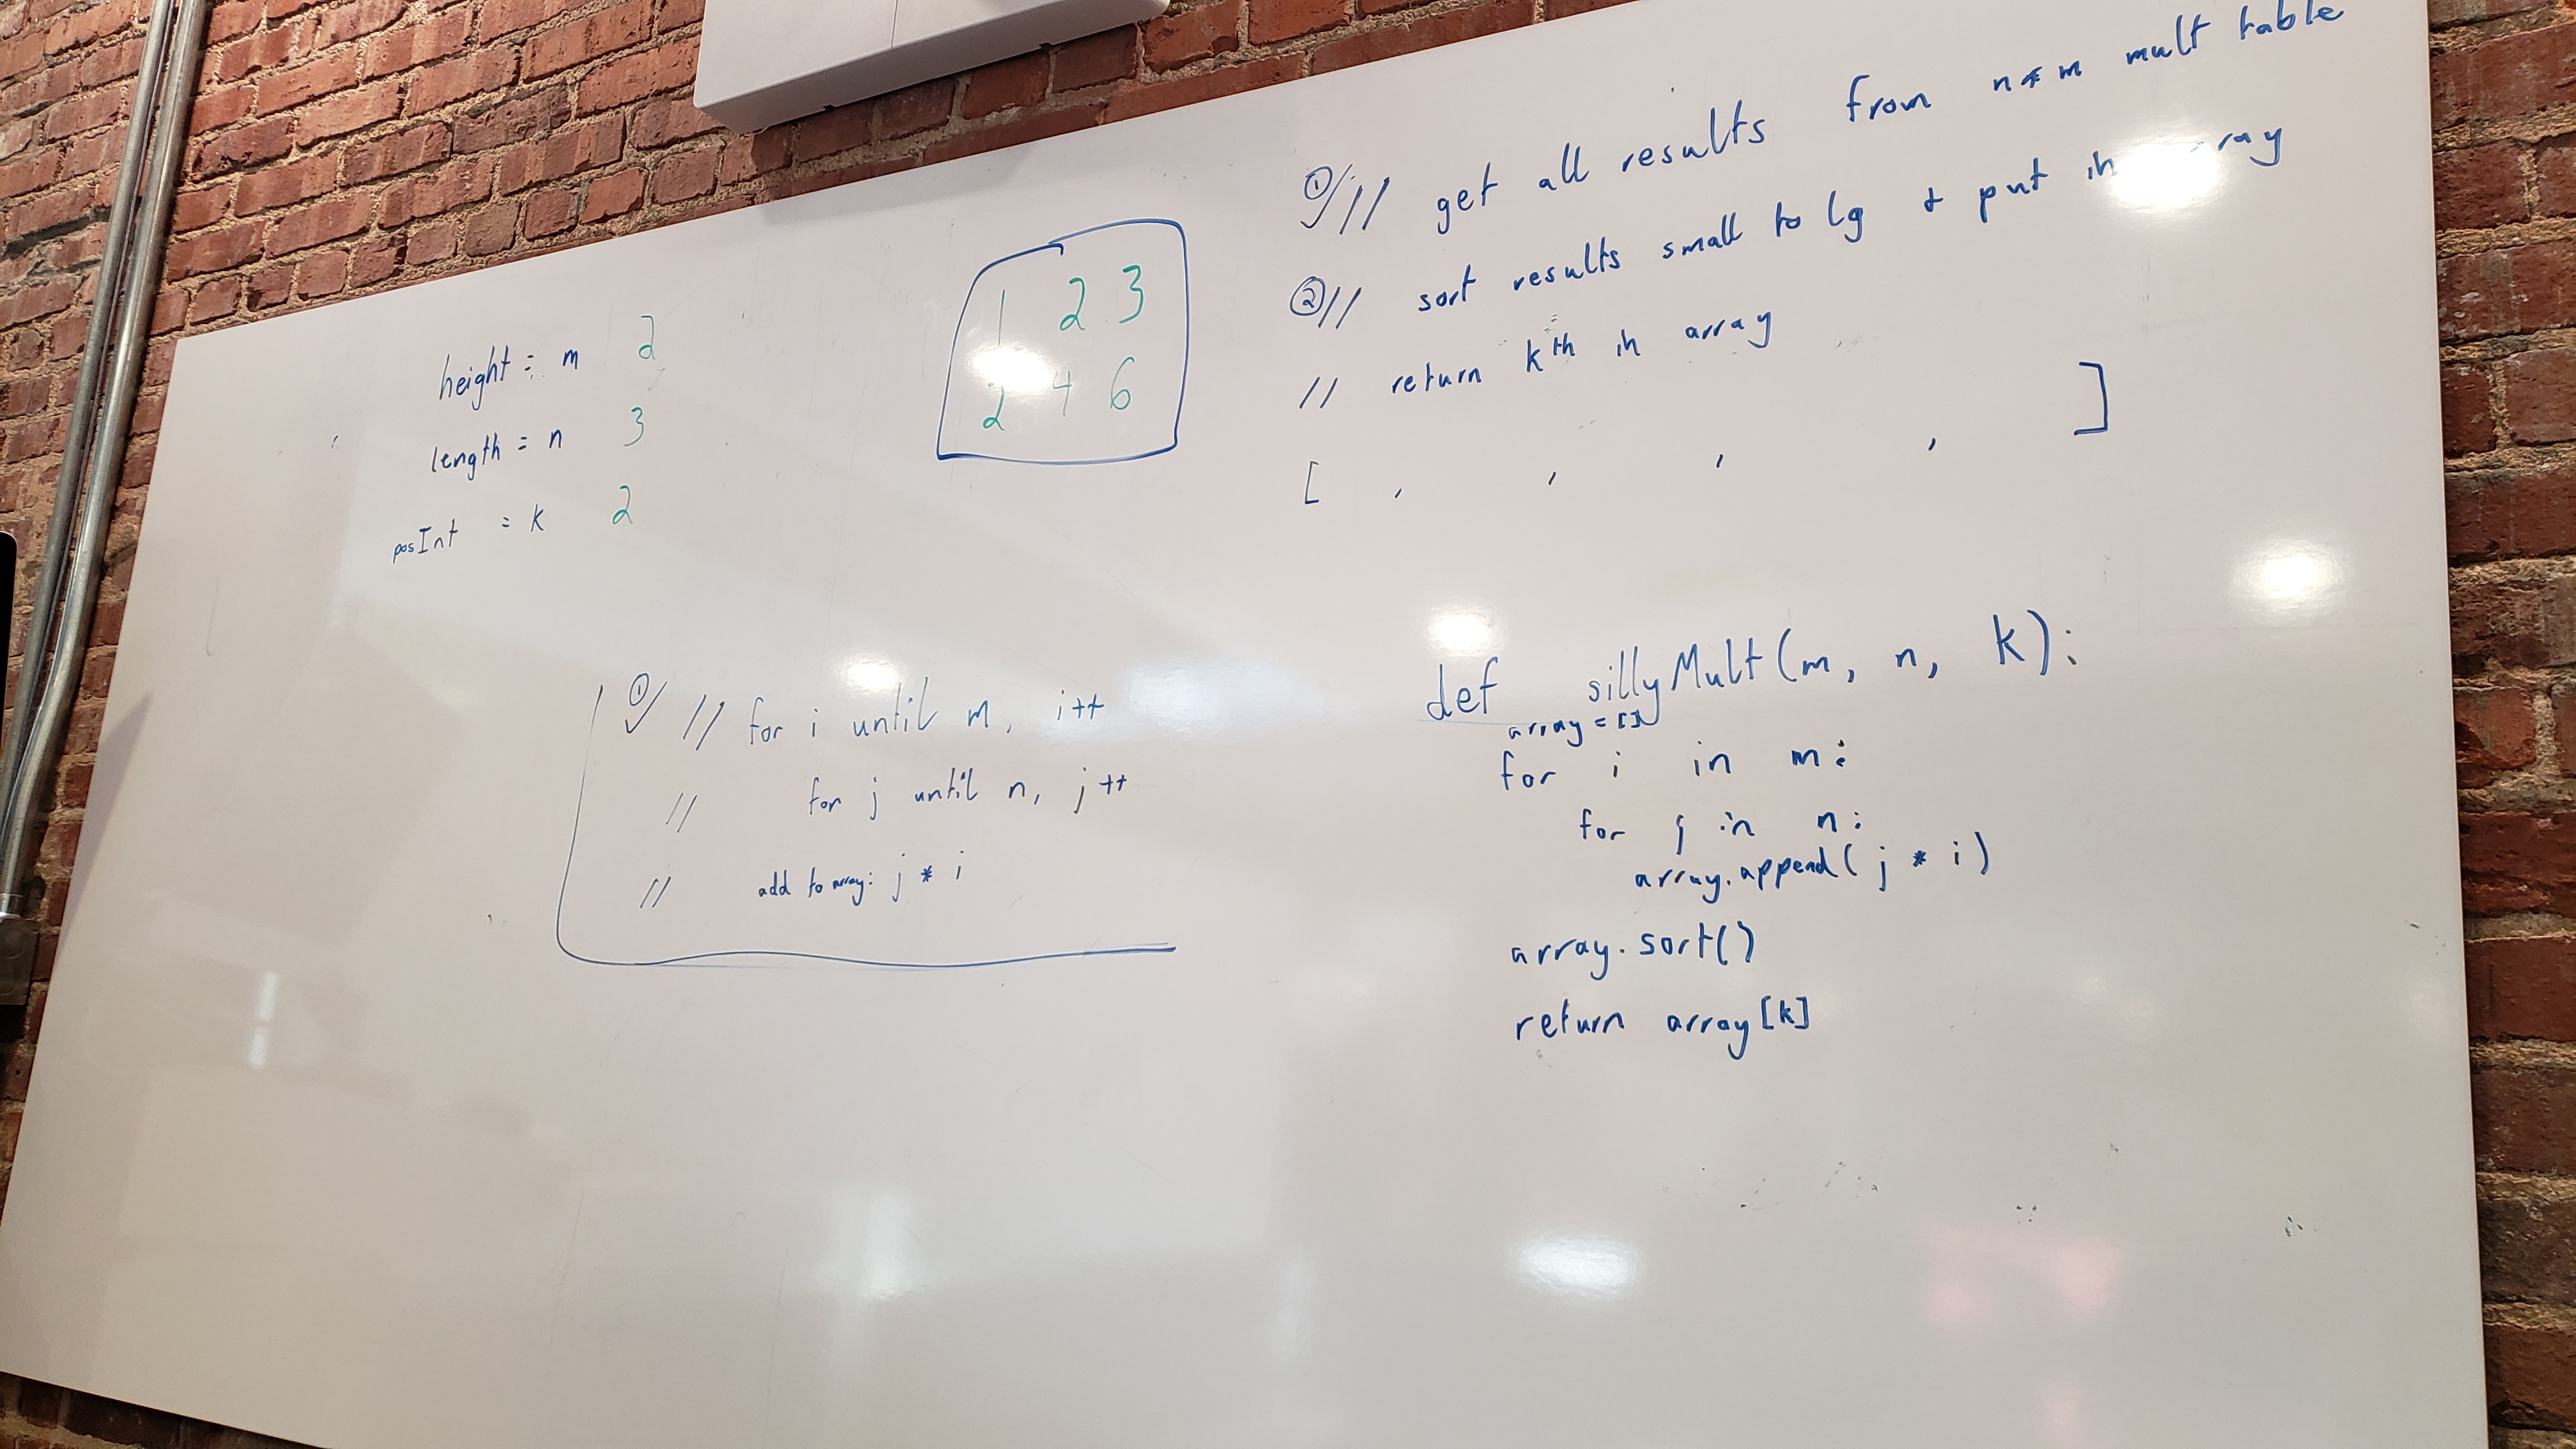 height = m 2
length = n 3
posInt = k 2
1 2 3
2 4 6
① // get all results from n*m mult table
② // sort results small to lg + put in
// return kth in array
[ , , , , ]
① // for i until m, i++
// for j until n, j++
// add to array: j * i
def sillyMult(m, n, k):
array = []
for i in m:
for j in n:
array.append( j * i )
array.sort()
return array[k]